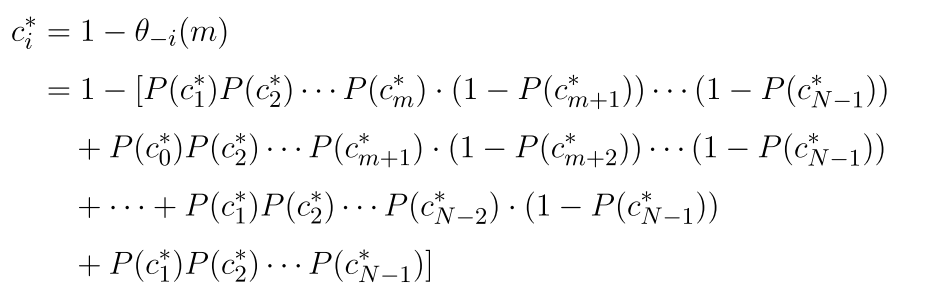 c_i^* = 1 − θ_{−i}(m)
= 1 − [P(c_1^*)P(c_2^*) ⋯ P(c_m^*) · (1 − P(c_{m+1}^*)) ⋯ (1 − P(c_{N−1}^*))
+ P(c_0^*)P(c_2^*) ⋯ P(c_{m+1}^*) · (1 − P(c_{m+2}^*)) ⋯ (1 − P(c_{N−1}^*))
+ ⋯ + P(c_1^*)P(c_2^*) ⋯ P(c_{N−2}^*) · (1 − P(c_{N−1}^*))
+ P(c_1^*)P(c_2^*) ⋯ P(c_{N−1}^*)]